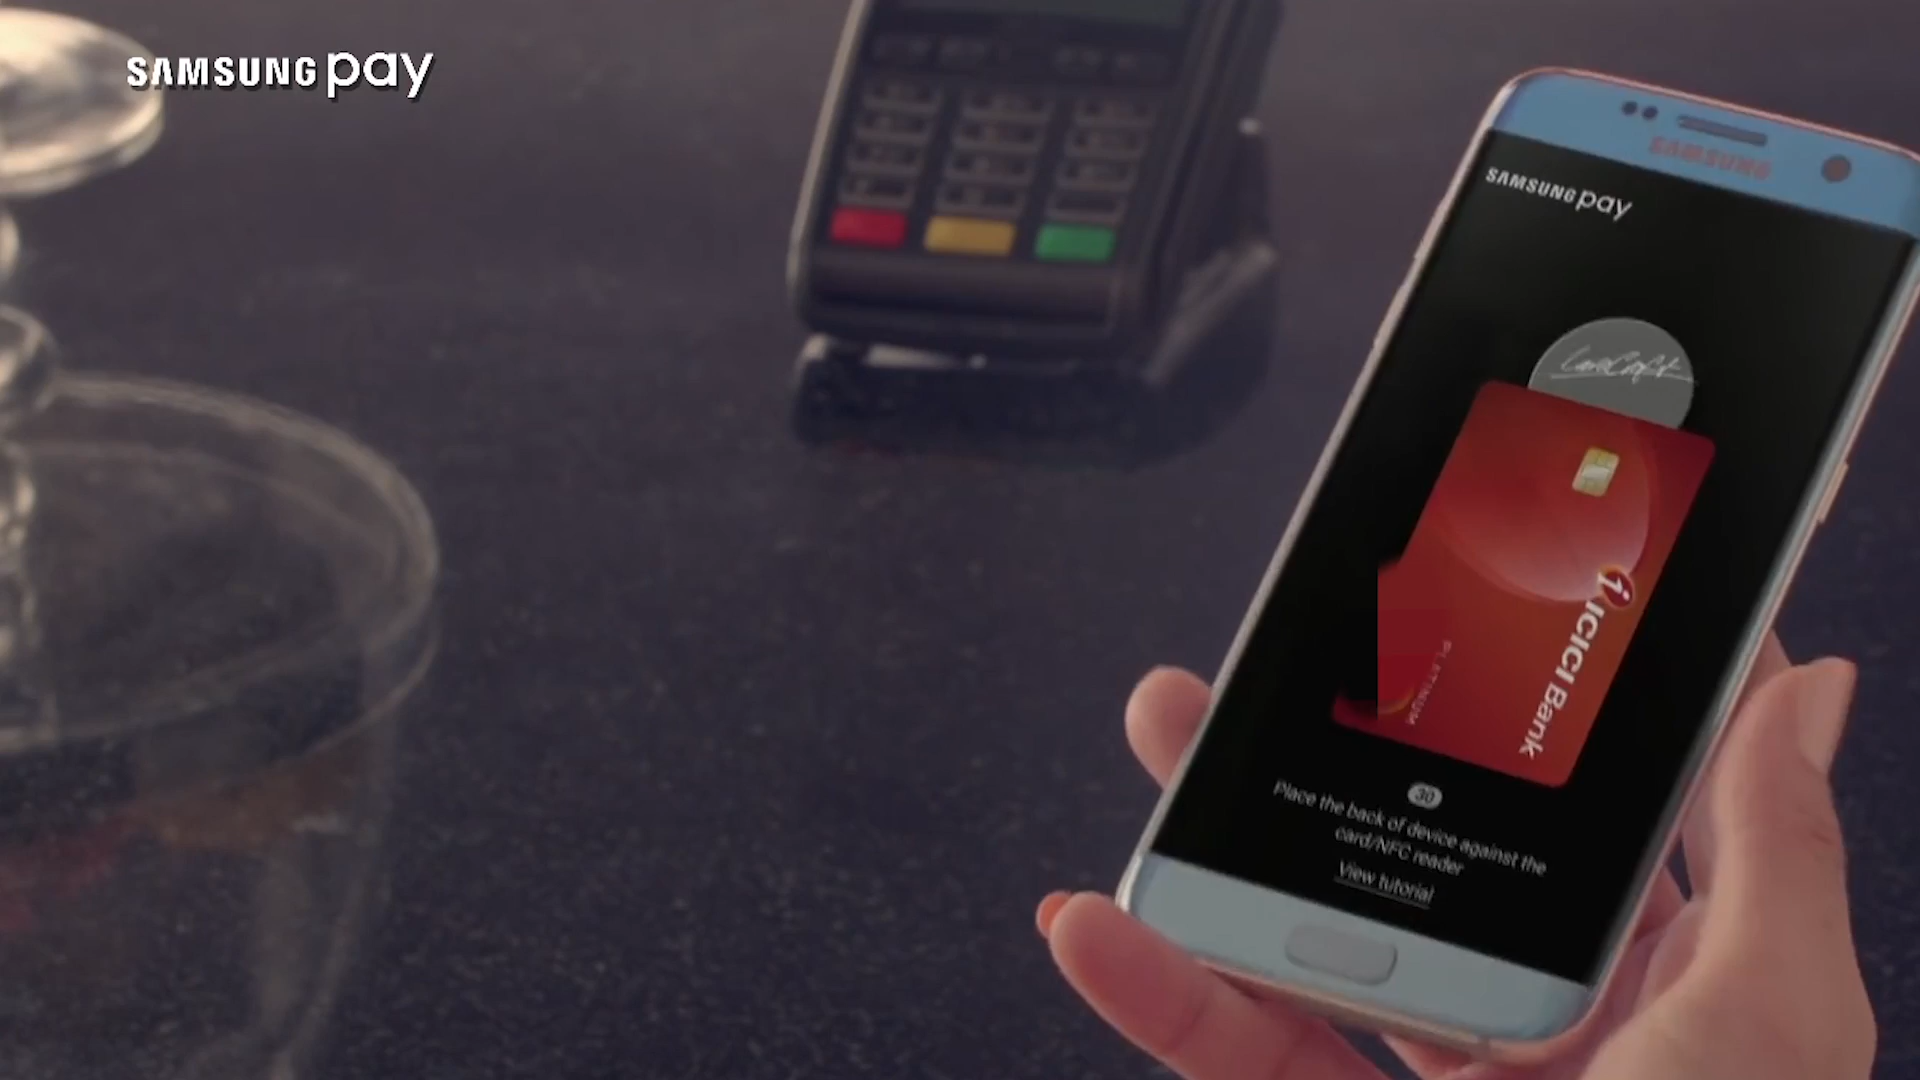 SAMSUNG pay
SAMSUNG
SAMSUNG pay
ICICI Bank
PLATINUM
30
Place the back of device against the
card/NFC reader
View tutorial